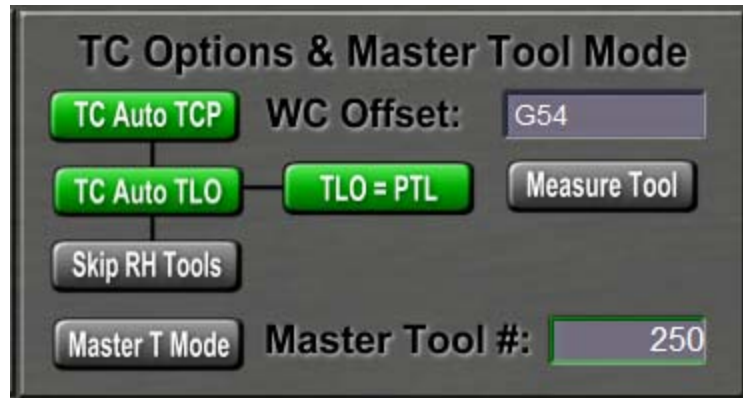 TC Options & Master Tool Mode
TC Auto TCP WC Offset: G54
TC Auto TLO TLO = PTL Measure Tool
Skip RH Tools
Master T Mode Master Tool #: 250